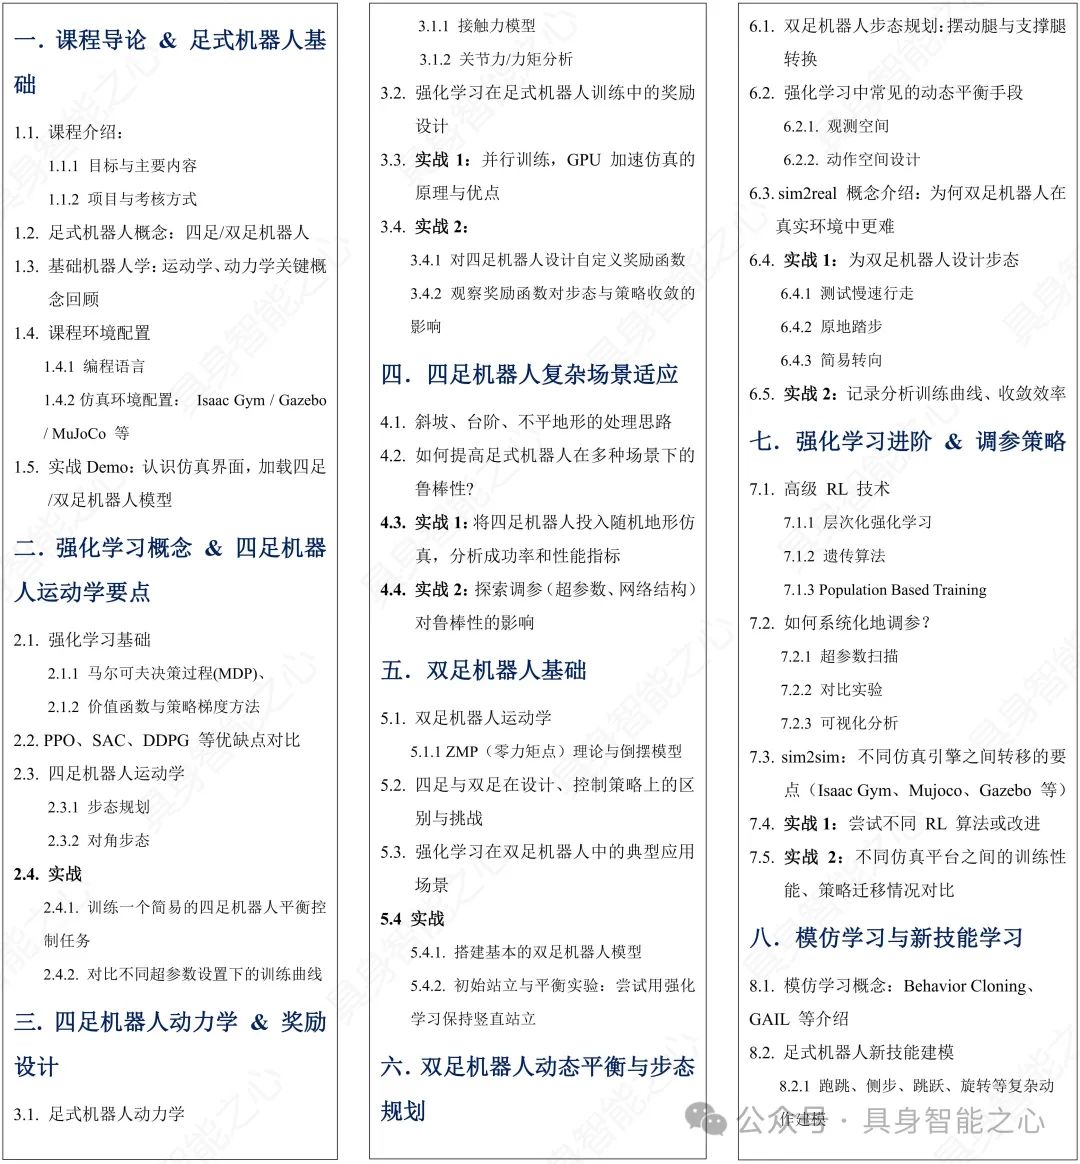 一. 课程导论 & 足式机器人基
础
1.1. 课程介绍：
1.1.1 目标与主要内容
1.1.2 项目与考核方式
1.2. 足式机器人概念：四足/双足机器人
1.3. 基础机器人学：运动学、动力学关键概
念回顾
1.4. 课程环境配置
1.4.1 编程语言
1.4.2 仿真环境配置： Isaac Gym / Gazebo
/ MuJoCo 等
1.5. 实战 Demo：认识仿真界面，加载四足
/双足机器人模型
二. 强化学习概念 & 四足机器
人运动学要点
2.1. 强化学习基础
2.1.1 马尔可夫决策过程(MDP)、
2.1.2 价值函数与策略梯度方法
2.2. PPO、SAC、DDPG 等优缺点对比
2.3. 四足机器人运动学
2.3.1 步态规划
2.3.2 对角步态
2.4. 实战
2.4.1. 训练一个简易的四足机器人平衡控
制任务
2.4.2. 对比不同超参数设置下的训练曲线
三. 四足机器人动力学 & 奖励
设计
3.1. 足式机器人动力学
3.1.1 接触力模型
3.1.2 关节力/力矩分析
3.2. 强化学习在足式机器人训练中的奖励
设计
3.3. 实战 1：并行训练，GPU 加速仿真的
原理与优点
3.4. 实战 2：
3.4.1 对四足机器人设计自定义奖励函数
3.4.2 观察奖励函数对步态与策略收敛的
影响
四. 四足机器人复杂场景适应
4.1. 斜坡、台阶、不平地形的处理思路
4.2. 如何提高足式机器人在多种场景下的
鲁棒性?
4.3. 实战 1：将四足机器人投入随机地形仿
真，分析成功率和性能指标
4.4. 实战 2：探索调参（超参数、网络结构）
对鲁棒性的影响
五. 双足机器人基础
5.1. 双足机器人运动学
5.1.1 ZMP（零力矩点）理论与倒摆模型
5.2. 四足与双足在设计、控制策略上的区
别与挑战
5.3. 强化学习在双足机器人中的典型应用
场景
5.4 实战
5.4.1. 搭建基本的双足机器人模型
5.4.2. 初始站立与平衡实验：尝试用强化
学习保持竖直站立
六. 双足机器人动态平衡与步态
规划
6.1. 双足机器人步态规划：摆动腿与支撑腿
转换
6.2. 强化学习中常见的动态平衡手段
6.2.1. 观测空间
6.2.2. 动作空间设计
6.3. sim2real 概念介绍：为何双足机器人在
真实环境中更难
6.4. 实战 1：为双足机器人设计步态
6.4.1 测试慢速行走
6.4.2 原地踏步
6.4.3 简易转向
6.5. 实战 2：记录分析训练曲线、收敛效率
七. 强化学习进阶 & 调参策略
7.1. 高级 RL 技术
7.1.1 层次化强化学习
7.1.2 遗传算法
7.1.3 Population Based Training
7.2. 如何系统化地调参？
7.2.1 超参数扫描
7.2.2 对比实验
7.2.3 可视化分析
7.3. sim2sim：不同仿真引擎之间转移的要
点（Isaac Gym、Mujoco、Gazebo 等）
7.4. 实战 1：尝试不同 RL 算法或改进
7.5. 实战 2：不同仿真平台之间的训练性
能、策略迁移情况对比
八. 模仿学习与新技能学习
8.1. 模仿学习概念：Behavior Cloning、
GAIL 等介绍
8.2. 足式机器人新技能建模
8.2.1 跑跳、侧步、跳跃、旋转等复杂动
作建模
公众号 · 具身智能之心